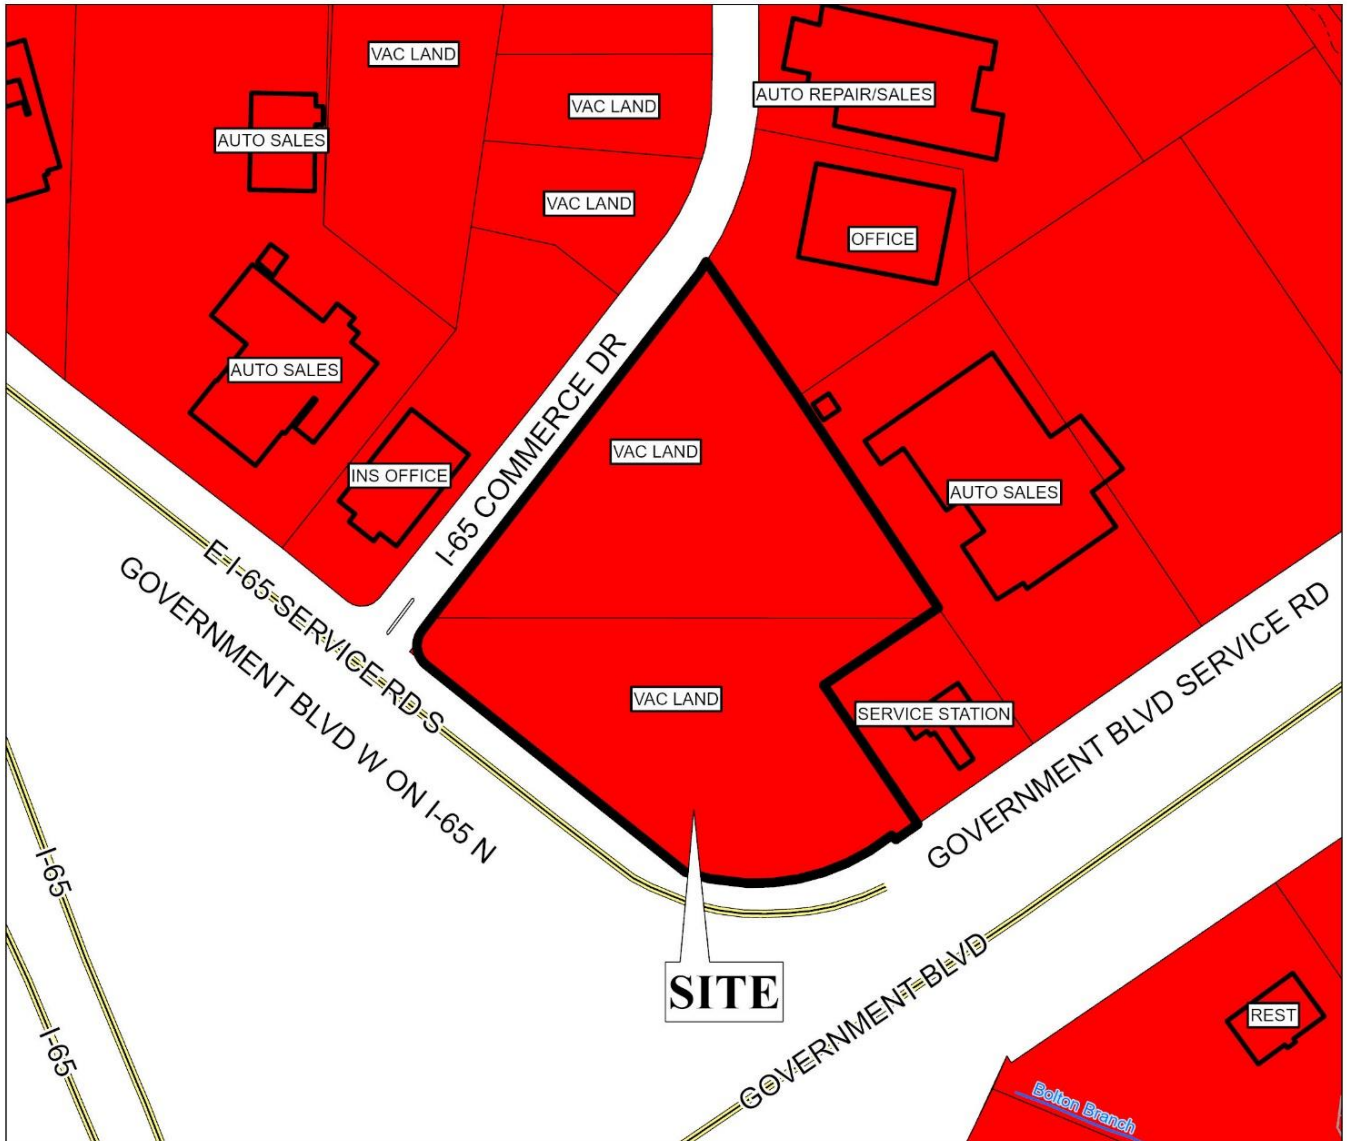 VAC LAND
AUTO REPAIR/SALES
VAC LAND
AUTO SALES
VAC LAND
OFFICE
AUTO SALES
I-65 COMMERCE DR
VAC LAND
INS OFFICE
AUTO SALES
E I-65 SERVICE RD S
GOVERNMENT BLVD W ON I-65 N
VAC LAND
SERVICE STATION
GOVERNMENT BLVD SERVICE RD
I-65
SITE
GOVERNMENT BLVD
REST
I-65
Bolton Branch